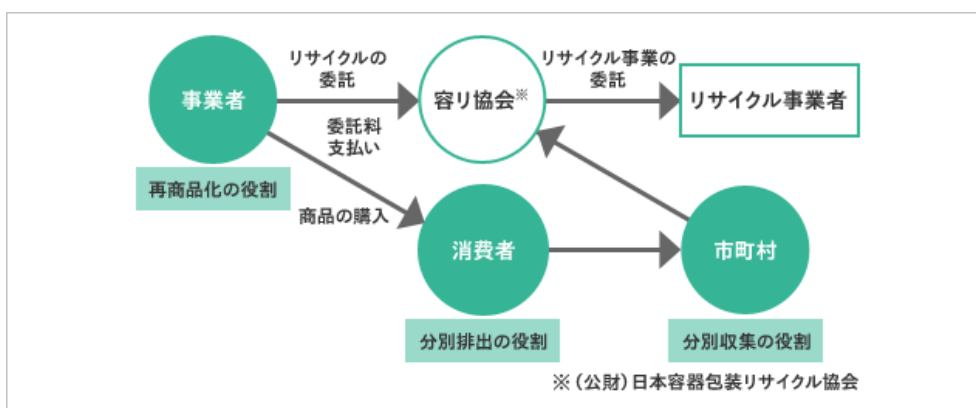 リサイクルの
委託
リサイクル事業の
委託
事業者
容リ協会※
リサイクル事業者
委託料
支払い
再商品化の役割
商品の購入
消費者
市町村
分別排出の役割
分別収集の役割
※(公財)日本容器包装リサイクル協会